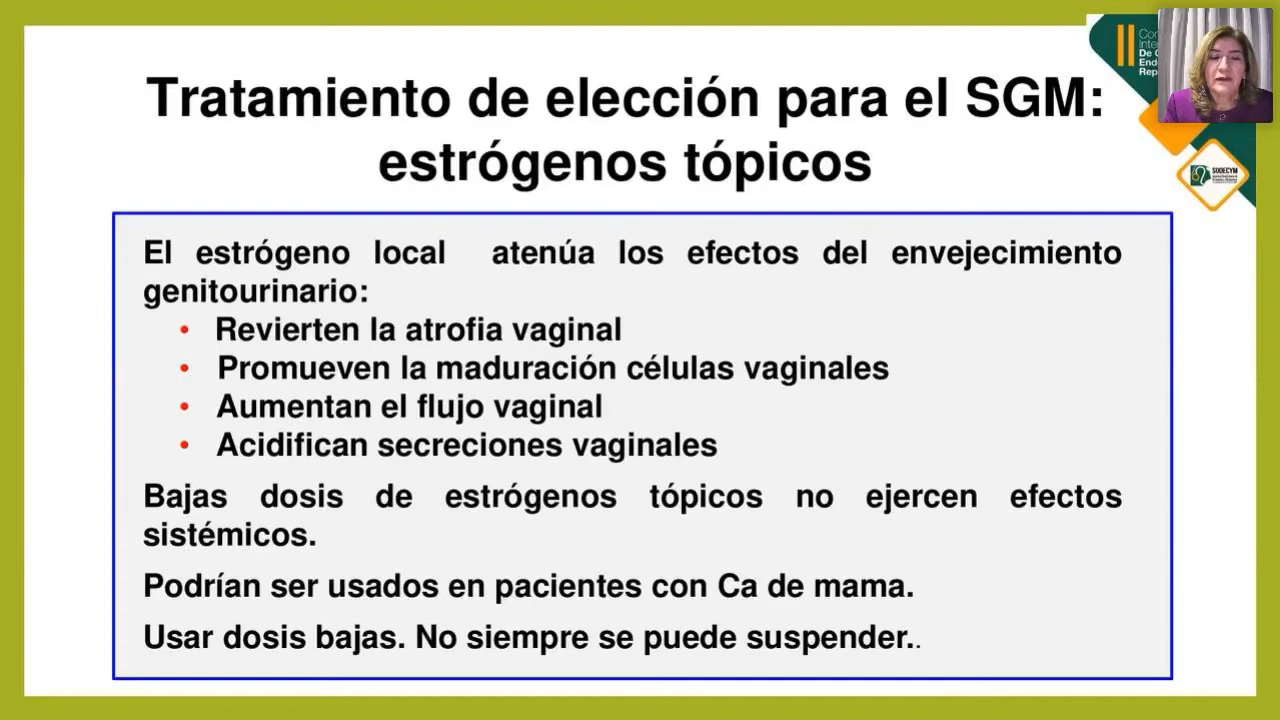 Tratamiento de elección para el SGM:
estrógenos tópicos
El estrógeno local atenúa los efectos del envejecimiento
genitourinario:
• Revierten la atrofia vaginal
• Promueven la maduración células vaginales
• Aumentan el flujo vaginal
• Acidifican secreciones vaginales
Bajas dosis de estrógenos tópicos no ejercen efectos
sistémicos.
Podrían ser usados en pacientes con Ca de mama.
Usar dosis bajas. No siempre se puede suspender..
II
SODECYM